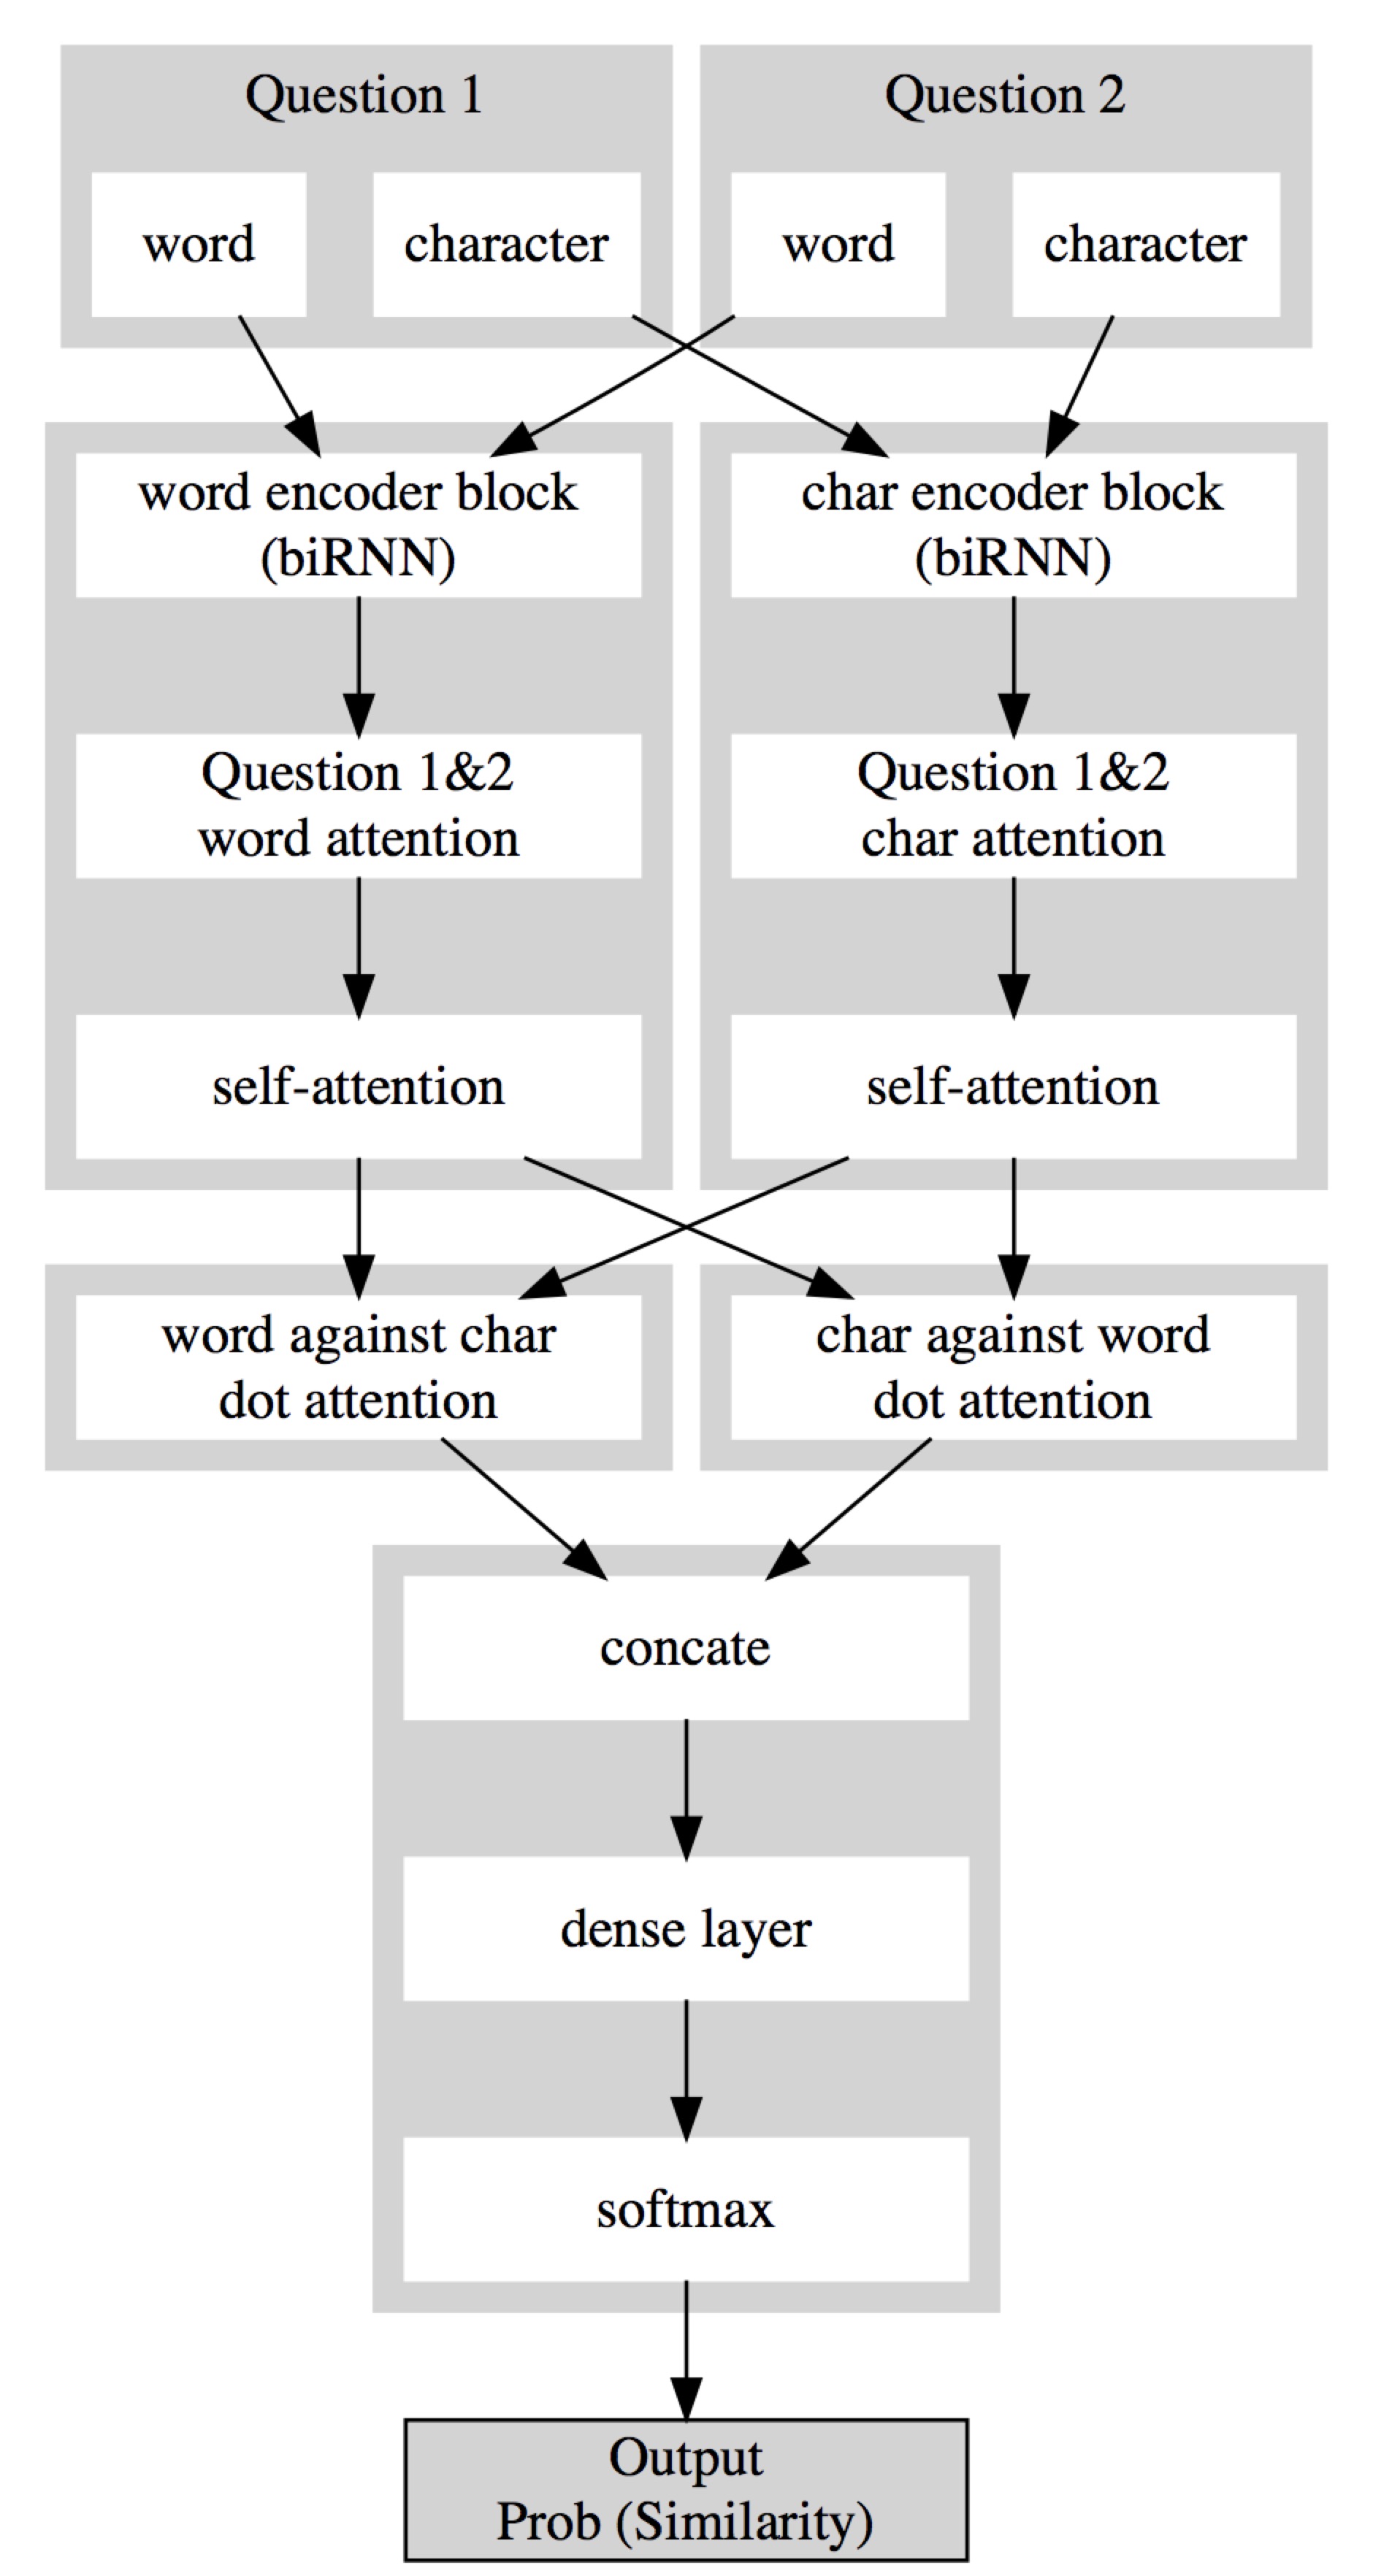 Question 1
Question 2
word
character
word
character
word encoder block
(biRNN)
char encoder block
(biRNN)
Question 1&2
word attention
Question 1&2
char attention
self-attention
self-attention
word against char
dot attention
char against word
dot attention
concate
dense layer
softmax
Output
Prob (Similarity)